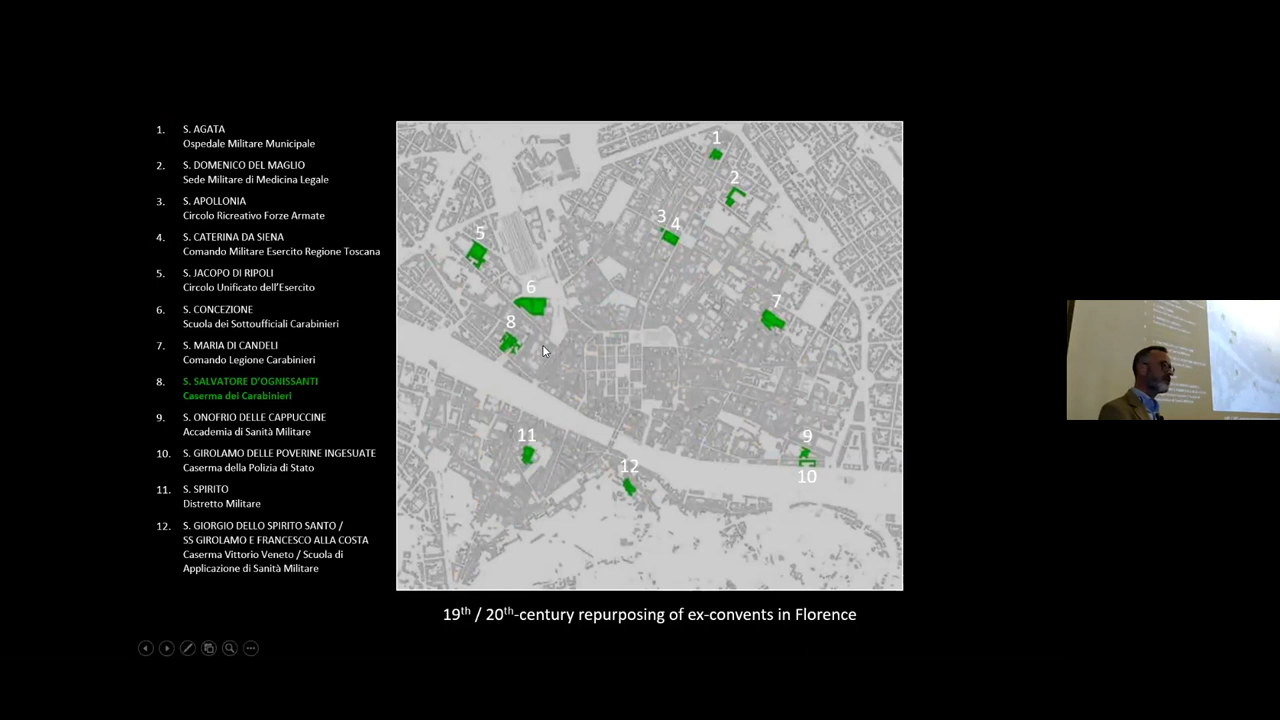 1. S. AGATA
Ospedale Militare Municipale
2. S. DOMENICO DEL MAGLIO
Sede Militare di Medicina Legale
3. S. APOLLONIA
Circolo Ricreativo Forze Armate
4. S. CATERINA DA SIENA
Comando Militare Esercito Regione Toscana
5. S. JACOPO DI RIPOLI
Circolo Unificato dell'Esercito
6. S. CONCEZIONE
Scuola dei Sottoufficiali Carabinieri
7. S. MARIA DI CANDELI
Comando Legione Carabinieri
8. S. SALVATORE D'OGNISSANTI
Caserma dei Carabinieri
9. S. ONOFRIO DELLE CAPPUCCINE
Accademia di Sanità Militare
10. S. GIROLAMO DELLE POVERINE INGESUATE
Caserma della Polizia di Stato
11. S. SPIRITO
Distretto Militare
12. S. GIORGIO DELLO SPIRITO SANTO /
SS GIROLAMO E FRANCESCO ALLA COSTA
Caserma Vittorio Veneto / Scuola di
Applicazione di Sanità Militare
1
2
3
4
5
6
7
8
9
10
11
12
19th / 20th-century repurposing of ex-convents in Florence